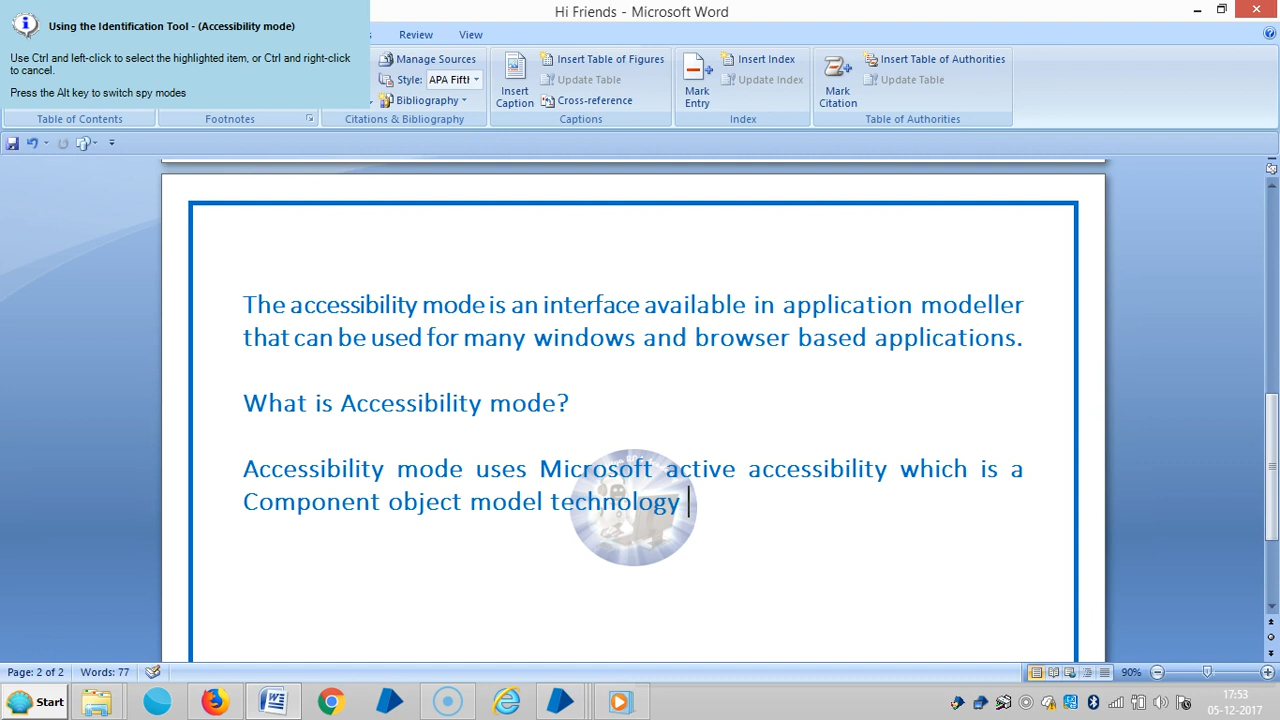 Using the Identification Tool - (Accessibility mode)
Use Ctrl and left-click to select the highlighted item, or Ctrl and right-click
to cancel.
Press the Alt key to switch spy modes
Hi Friends - Microsoft Word
Review View
Manage Sources
Style: APA Fifth
Bibliography
Insert Caption
Insert Table of Figures
Update Table
Cross-reference
Mark Entry
Insert Index
Update Index
Mark Citation
Insert Table of Authorities
Update Table
Table of Contents Footnotes Citations & Bibliography Captions Index Table of Authorities
The accessibility mode is an interface available in application modeller
that can be used for many windows and browser based applications.
What is Accessibility mode?
Accessibility mode uses Microsoft active accessibility which is a
Component object model technology
Page: 2 of 2 Words: 77 90%
Start 17:53
05-12-2017